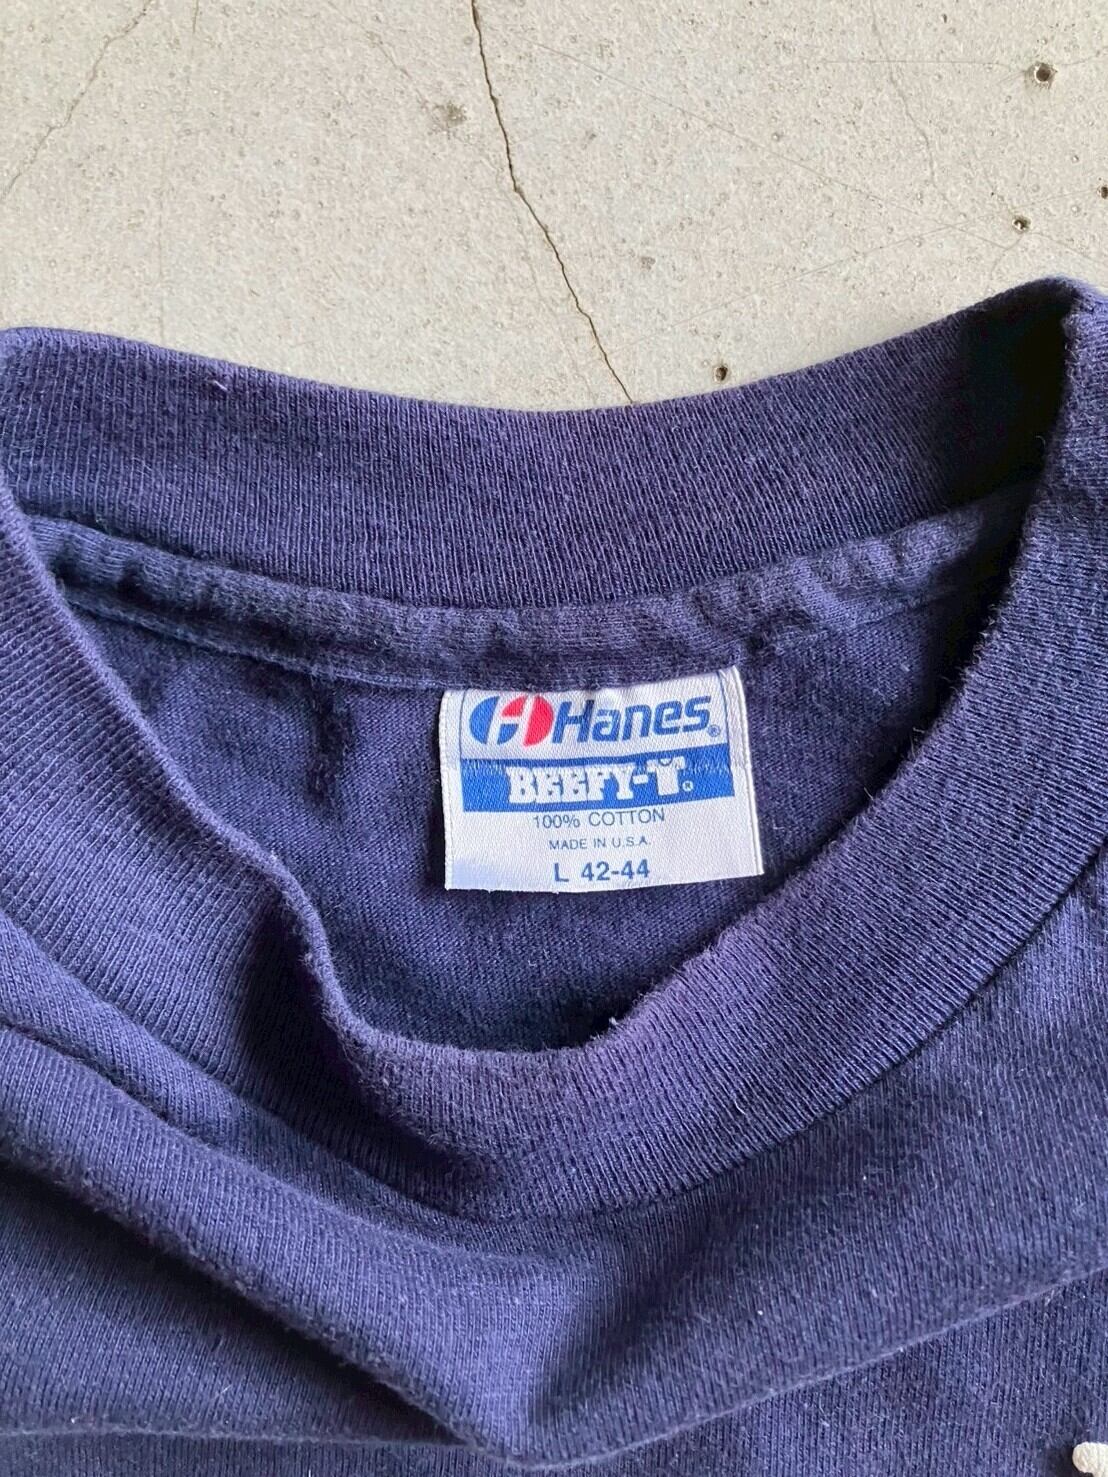 Hanes®
BEEFY-T®
100% COTTON
MADE IN U.S.A.
L 42-44